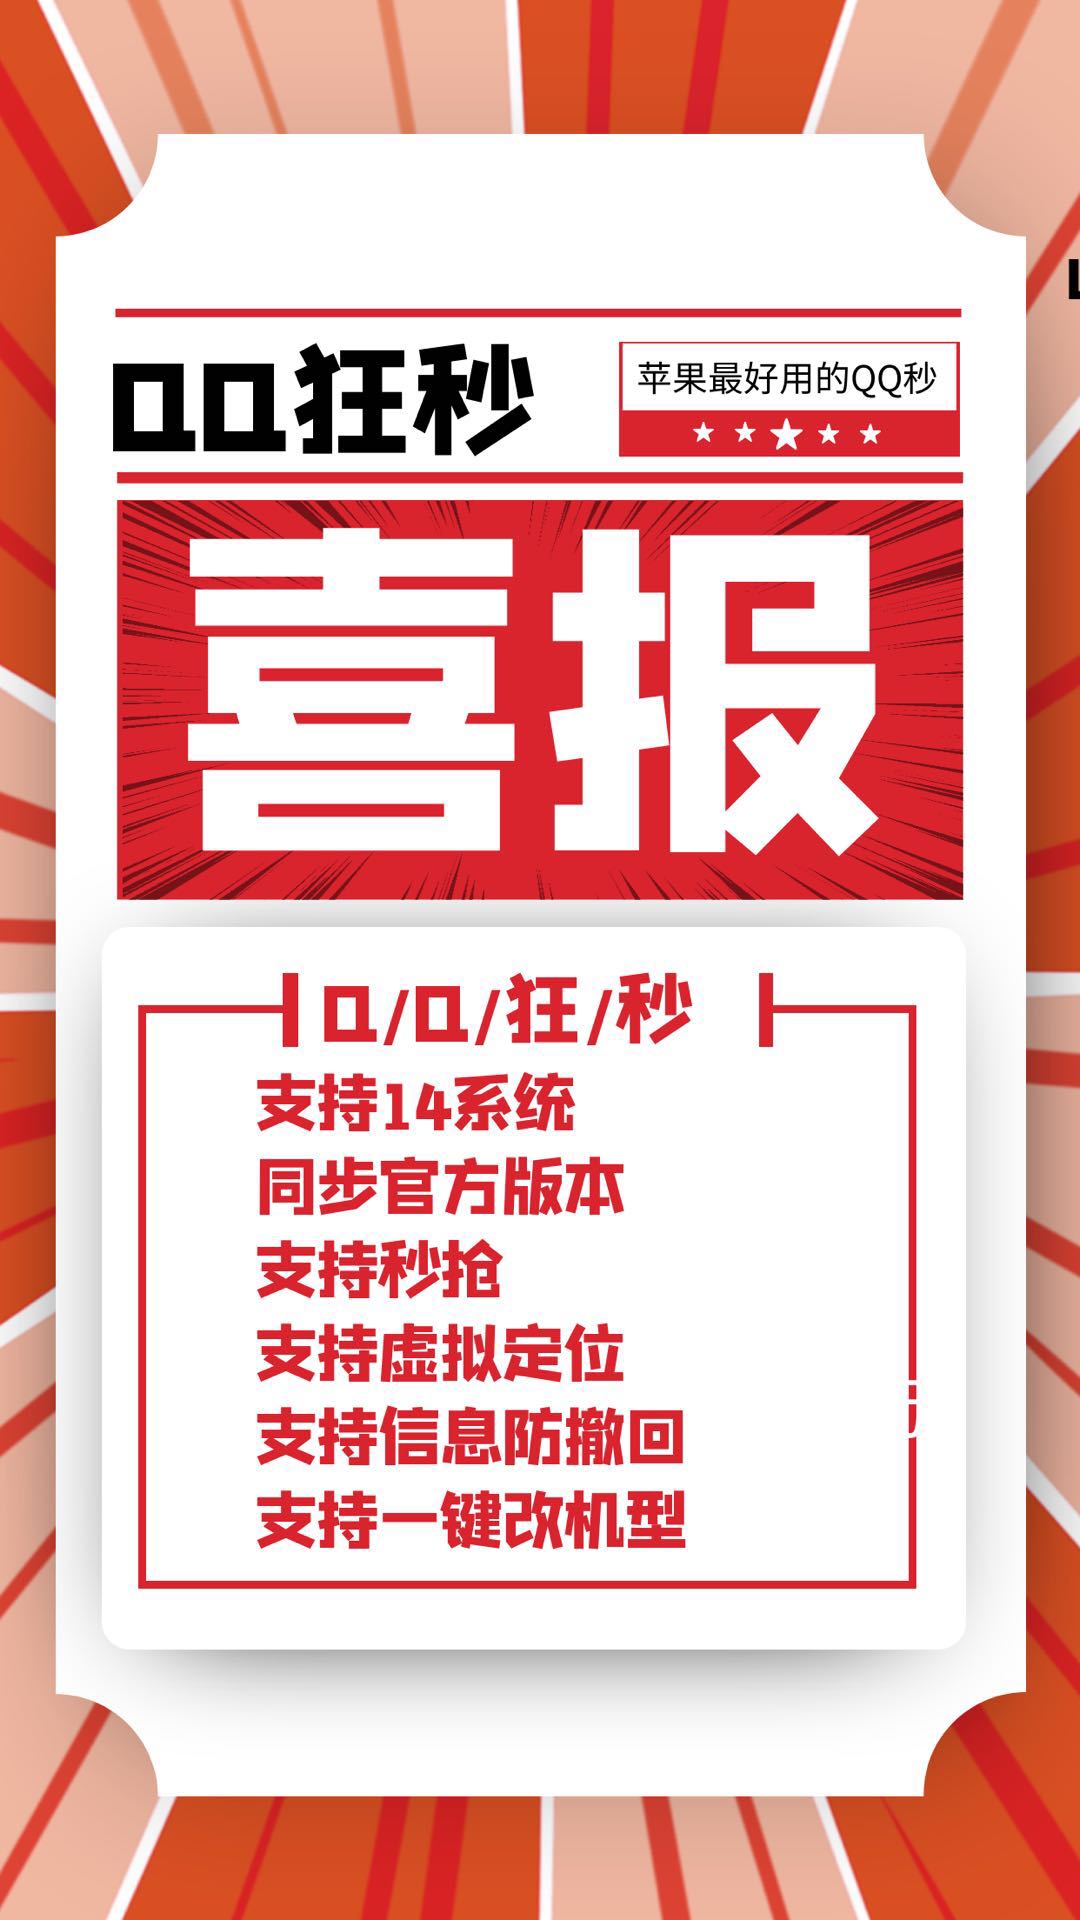 QQ狂秒
苹果最好用的QQ秒
喜报
Q/Q/狂/秒
支持14系统
同步官方版本
支持秒抢
支持虚拟定位
支持信息防撤回
支持一键改机型